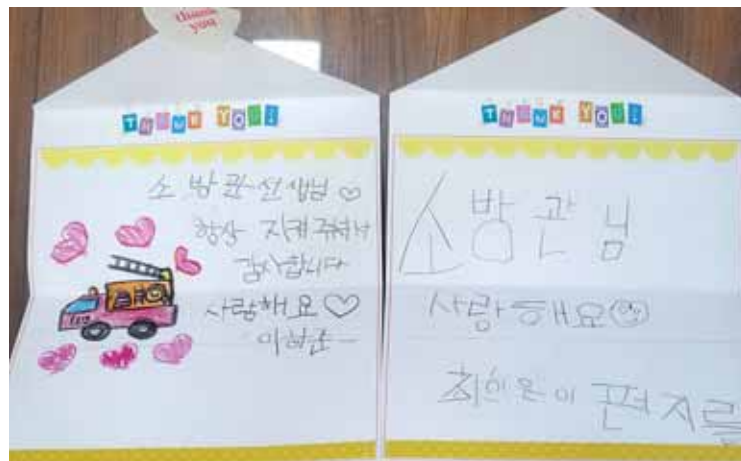 thank you
THANK YOU!
소방관선생님♡
항상 지켜주셔서
감사합니다
사랑해요♡
THANK YOU!
소방관님
사랑해요
편지를